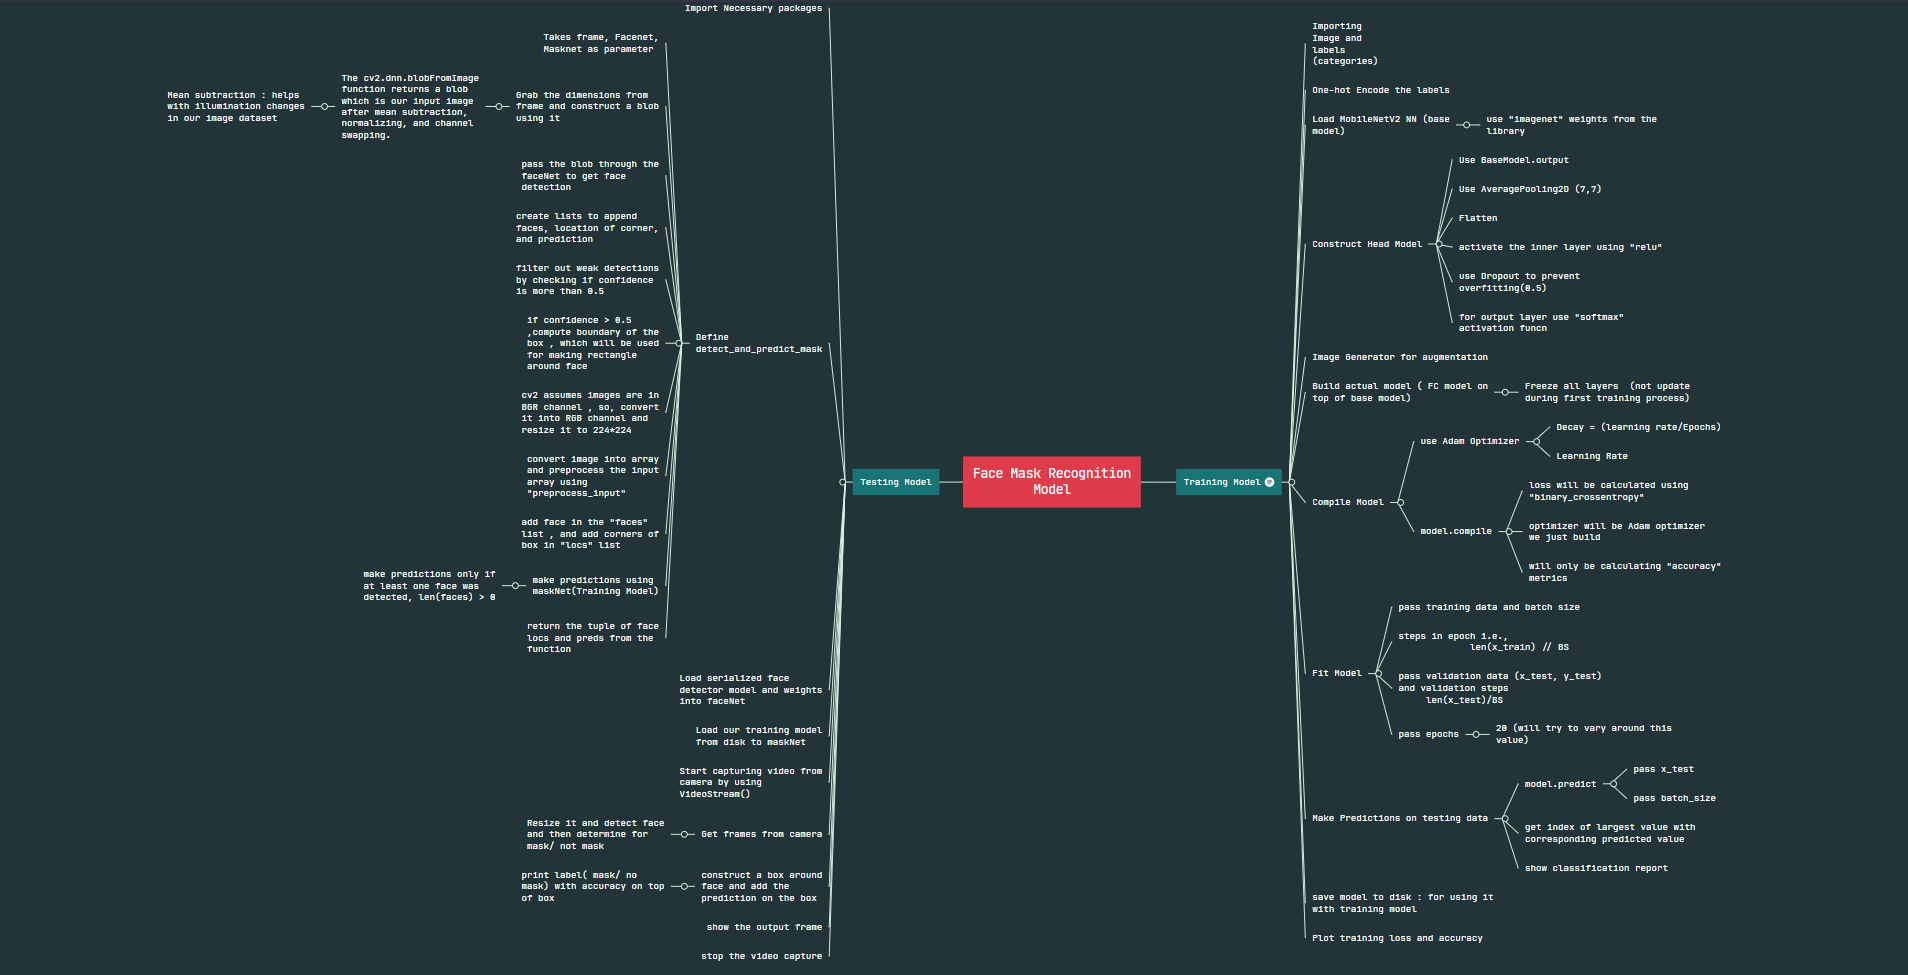 Face Mask Recognition
Model
Testing Model
Import Necessary packages
Define
detect_and_predict_mask
Takes frame, Facenet,
Masknet as parameter
Grab the dimensions from
frame and construct a blob
using it
The cv2.dnn.blobFromImage
function returns a blob
which is our input image
after mean subtraction,
normalizing, and channel
swapping.
Mean subtraction : helps
with illumination changes
in our image dataset
pass the blob through the
faceNet to get face
detection
create lists to append
faces, location of corner,
and prediction
filter out weak detections
by checking if confidence
is more than 0.5
if confidence > 0.5
,compute boundary of the
box , which will be used
for making rectangle
around face
cv2 assumes images are in
BGR channel , so, convert
it into RGB channel and
resize it to 224*224
convert image into array
and preprocess the input
array using
"preprocess_input"
add face in the "faces"
list , and add corners of
box in "locs" list
make predictions using
maskNet(Training Model)
make predictions only if
at least one face was
detected, len(faces) > 0
return the tuple of face
locs and preds from the
function
Load serialized face
detector model and weights
into faceNet
Load our training model
from disk to maskNet
Start capturing video from
camera by using
VideoStream()
Get frames from camera
Resize it and detect face
and then determine for
mask/ not mask
construct a box around
face and add the
prediction on the box
print label( mask/ no
mask) with accuracy on top
of box
show the output frame
stop the video capture
Training Model
Importing
Image and
labels
(categories)
One-hot Encode the labels
Load MobileNetV2 NN (base
model)
use "imagenet" weights from the
library
Construct Head Model
Use BaseModel.output
Use AveragePooling2D (7,7)
Flatten
activate the inner layer using "relu"
use Dropout to prevent
overfitting(0.5)
for output layer use "softmax"
activation funcn
Image Generator for augmentation
Build actual model ( FC model on
top of base model)
Freeze all layers  (not update
during first training process)
Compile Model
use Adam Optimizer
Decay = (learning rate/Epochs)
Learning Rate
model.compile
loss will be calculated using
"binary_crossentropy"
optimizer will be Adam optimizer
we just build
will only be calculating "accuracy"
metrics
Fit Model
pass training data and batch size
steps in epoch i.e.,
len(x_train) // BS
pass validation data (x_test, y_test)
and validation steps
len(x_test)/BS
pass epochs
20 (will try to vary around this
value)
Make Predictions on testing data
model.predict
pass x_test
pass batch_size
get index of largest value with
corresponding predicted value
show classification report
save model to disk : for using it
with training model
Plot training loss and accuracy